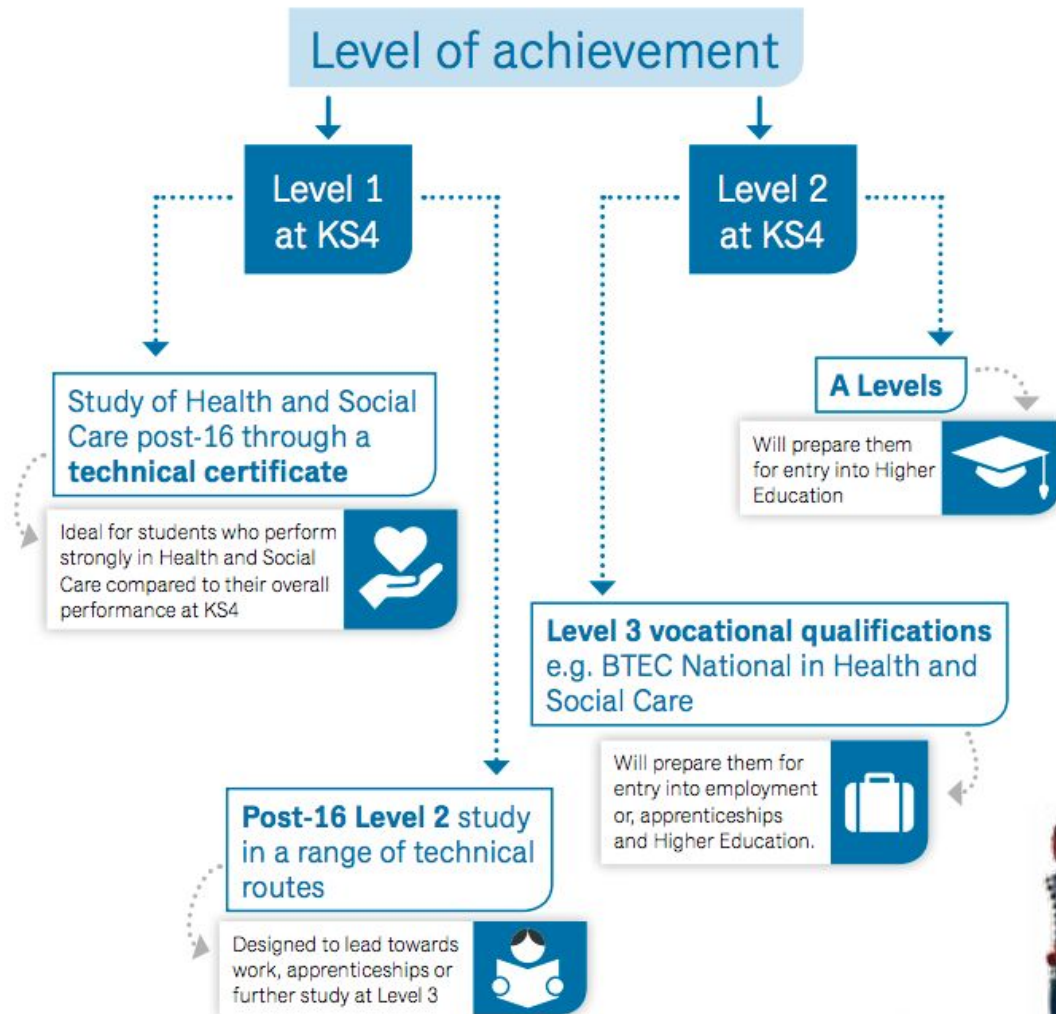 Level of achievement
Level 1
at KS4
Level 2
at KS4
Study of Health and Social
Care post-16 through a
technical certificate
Ideal for students who perform
strongly in Health and Social
Care compared to their overall
performance at KS4
A Levels
Will prepare them
for entry into Higher
Education
Level 3 vocational qualifications
e.g. BTEC National in Health and
Social Care
Will prepare them for
entry into employment
or, apprenticeships
and Higher Education.
Post-16 Level 2 study
in a range of technical
routes
Designed to lead towards
work, apprenticeships or
further study at Level 3